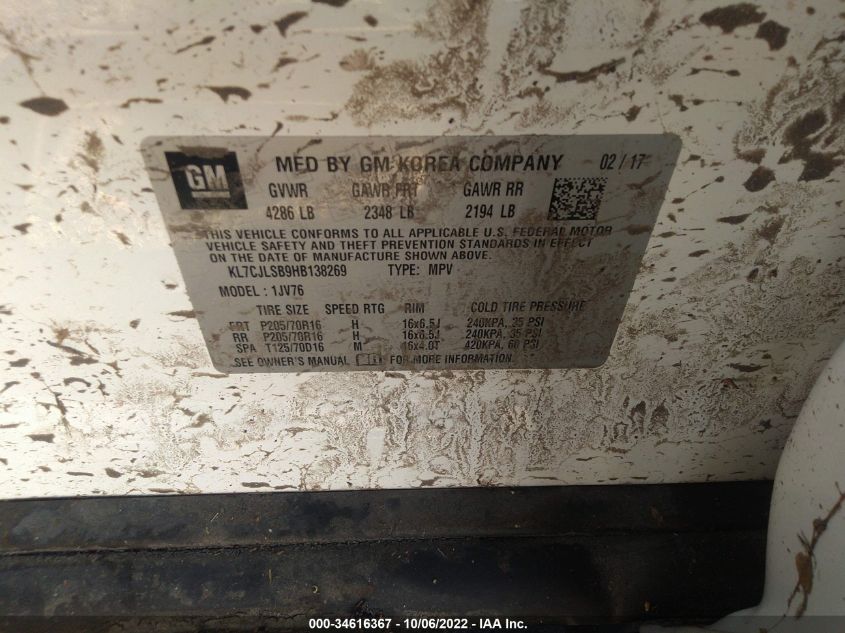 GM
MFD BY GM KOREA COMPANY 02/17
GVWR GAWR FRT GAWR RR
4286 LB 2348 LB 2194 LB
THIS VEHICLE CONFORMS TO ALL APPLICABLE U.S. FEDERAL MOTOR
VEHICLE SAFETY AND THEFT PREVENTION STANDARDS IN EFFECT
ON THE DATE OF MANUFACTURE SHOWN ABOVE.
KL7CJLSB9HB138269 TYPE: MPV
MODEL : 1JV76
TIRE SIZE SPEED RTG RIM COLD TIRE PRESSURE
FRT P205/70R16 H 16x6.5J 240KPA, 35 PSI
RR P205/70R16 H 16x6.5J 240KPA, 35 PSI
SPA T125/70D16 M 16x4.0T 420KPA, 60 PSI
SEE OWNER'S MANUAL FOR MORE INFORMATION
000-34616367 - 10/06/2022 - IAA Inc.